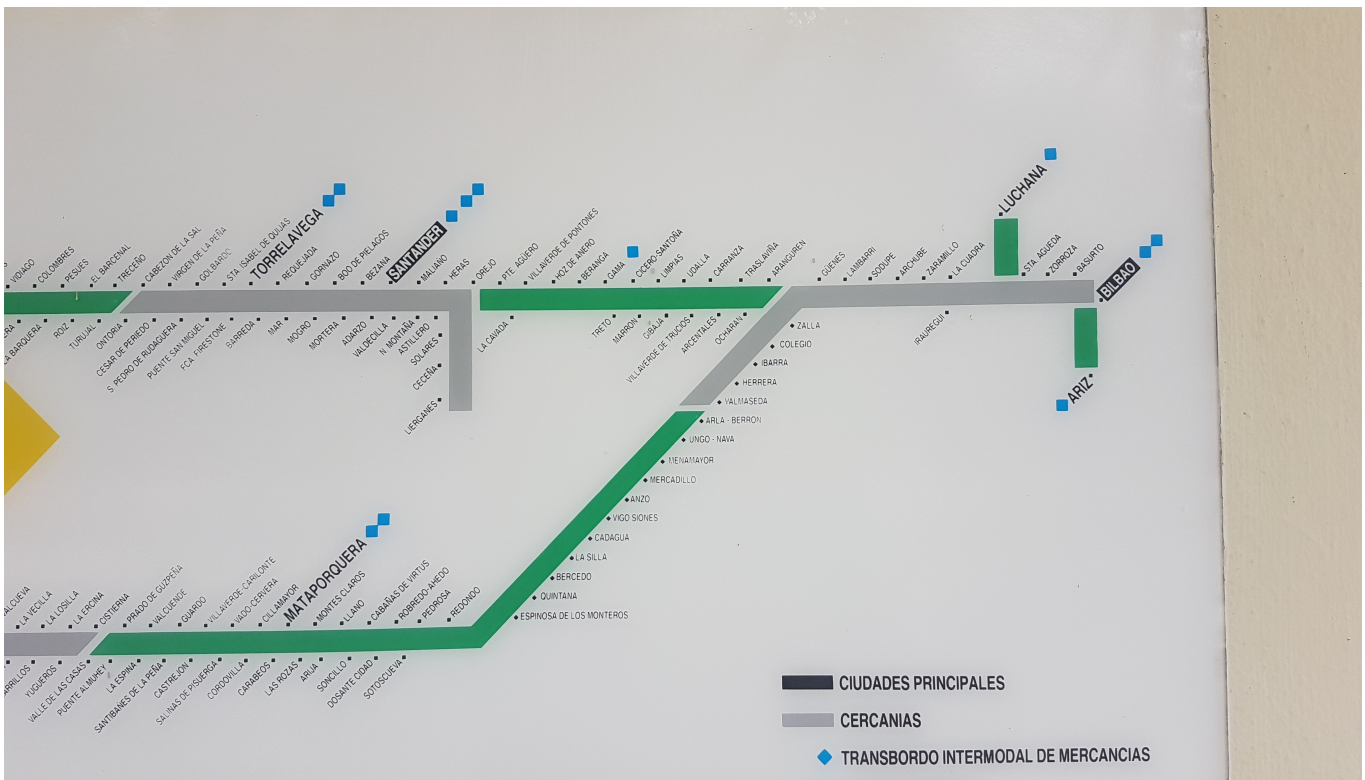 VIDIAGO
COLOMBRES
PESUES
EL BARCENAL
TRECEÑO
CABEZON DE LA SAL
VIRGEN DE LA PEÑA
GOLBARDO
STA. ISABEL DE QUIJAS
TORRELAVEGA
REQUEJADA
GORNAZO
BOO DE PIELAGOS
BEZANA
SANTANDER
MALIAÑO
HERAS
OREJO
PTE. AGÜERO
VILLAVERDE DE PONTONES
HOZ DE ANERO
BERANGA
GAMA
CICERO-SANTOÑA
LIMPIAS
UDALLA
CARRANZA
TRASLAVIÑA
ARANGUREN
GÜEÑES
LAMBARRI
SODUPE
ARCHUBE
ZARAMILLO
LA CUADRA
LUCHANA
STA. AGUEDA
ZORROZA
BASURTO
BILBAO
LA BARQUERA
ROIZ
TURUJAL
ONTORIA
CESAR DE PERIEDO
S. PEDRO DE RUDAGUERA
PUENTE SAN MIGUEL
FCA. FIRESTONE
BARREDA
MAR
MOGRO
MORTERA
ADARZO
VALDECILLA
N. MONTAÑA
ASTILLERO
SOLARES
CECEÑA
LIERGANES
LA CAVADA
TRETO
MARRON
GIBAJA
VILLAVERDE DE TRUCIOS
ARCENTALES
OCHARAN
IRAUREGUI
ARIZ
ZALLA
COLEGIO
IBARRA
HERRERA
VALMASEDA
ARLA - BERRON
UNGO - NAVA
MENAMAYOR
MERCADILLO
ANZO
VIGO SIONES
CADAGUA
LA SILLA
BERCEDO
QUINTANA
ESPINOSA DE LOS MONTEROS
LA VECILLA
LA LOSILLA
LA ERCINA
CISTIERNA
PRADO DE GUZPEÑA
VALCUENDE
GUARDO
VILLAVERDE-CARILONTE
VADO-CERVERA
CILLAMAYOR
MATAPORQUERA
MONTES CLAROS
LLANO
CABAÑAS DE VIRTUS
ROBREDO-AHEDO
PEDROSA
REDONDO
YUGUEROS
VALLE DE LAS CASAS
PUENTE ALMUHEY
LA ESPINA
SANTIBANES DE LA PEÑA
CASTREJON
SALINAS DE PISUERGA
CORDOVILLA
CARABEOS
LAS ROZAS
ARIJA
SONCILLO
DOSANTE CIDAD
SOTOSCUEVA
CIUDADES PRINCIPALES
CERCANIAS
TRANSBORDO INTERMODAL DE MERCANCIAS